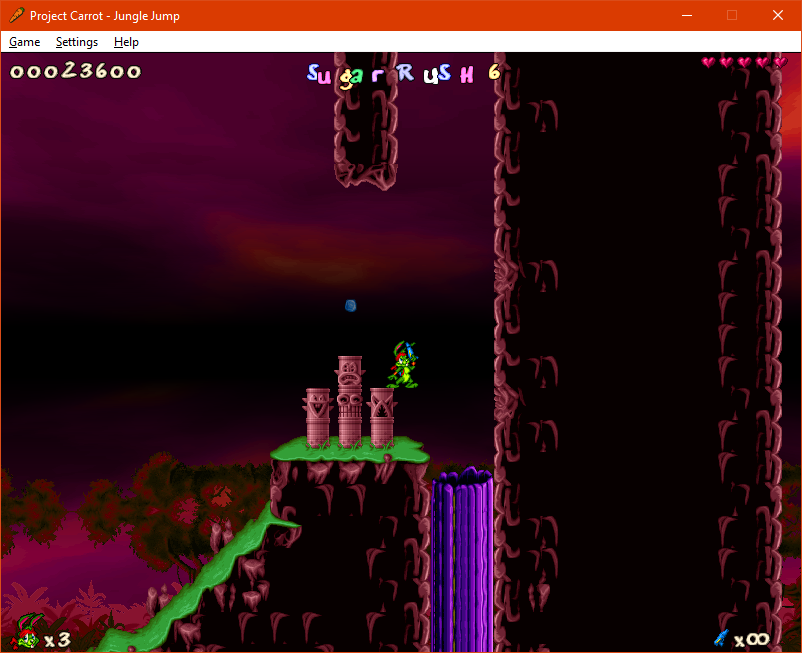 Project Carrot - Jungle Jump
Game Settings Help
00023600
SugaR RusH 6
x3
x∞